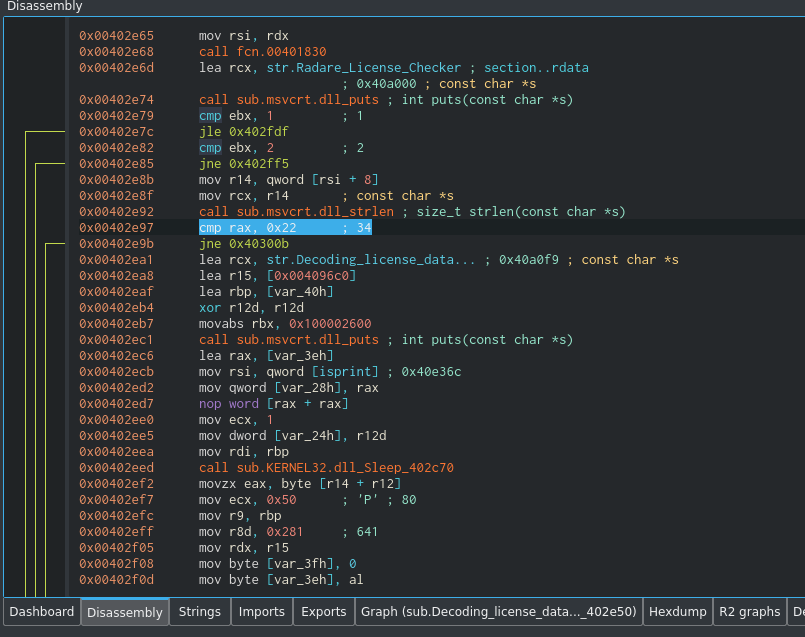 Disassembly
0x00402e65 mov rsi, rdx
0x00402e68 call fcn.00401830
0x00402e6d lea rcx, str.Radare_License_Checker ; section..rdata
; 0x40a000 ; const char *s
0x00402e74 call sub.msvcrt.dll_puts ; int puts(const char *s)
0x00402e79 cmp ebx, 1 ; 1
0x00402e7c jle 0x402fdf
0x00402e82 cmp ebx, 2 ; 2
0x00402e85 jne 0x402ff5
0x00402e8b mov r14, qword [rsi + 8]
0x00402e8f mov rcx, r14 ; const char *s
0x00402e92 call sub.msvcrt.dll_strlen ; size_t strlen(const char *s)
0x00402e97 cmp rax, 0x22 ; 34
0x00402e9b jne 0x40300b
0x00402ea1 lea rcx, str.Decoding_license_data... ; 0x40a0f9 ; const char *s
0x00402ea8 lea r15, [0x004096c0]
0x00402eaf lea rbp, [var_40h]
0x00402eb4 xor r12d, r12d
0x00402eb7 movabs rbx, 0x100002600
0x00402ec1 call sub.msvcrt.dll_puts ; int puts(const char *s)
0x00402ec6 lea rax, [var_3eh]
0x00402ecb mov rsi, qword [isprint] ; 0x40e36c
0x00402ed2 mov qword [var_28h], rax
0x00402ed7 nop word [rax + rax]
0x00402ee0 mov ecx, 1
0x00402ee5 mov dword [var_24h], r12d
0x00402eea mov rdi, rbp
0x00402eed call sub.KERNEL32.dll_Sleep_402c70
0x00402ef2 movzx eax, byte [r14 + r12]
0x00402ef7 mov ecx, 0x50 ; 'P' ; 80
0x00402efc mov r9, rbp
0x00402eff mov r8d, 0x281 ; 641
0x00402f05 mov rdx, r15
0x00402f08 mov byte [var_3fh], 0
0x00402f0d mov byte [var_3eh], al
Dashboard Disassembly Strings Imports Exports Graph (sub.Decoding_license_data..._402e50) Hexdump R2 graphs De